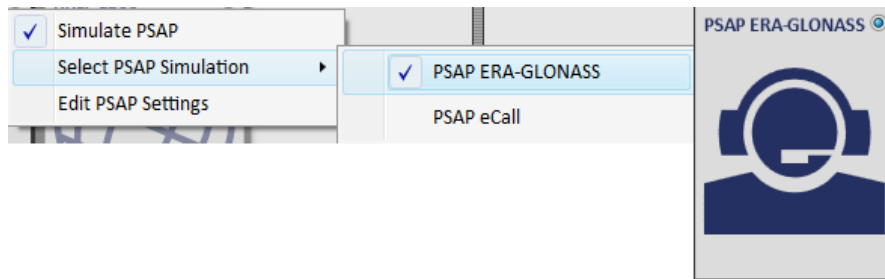 Simulate PSAP
Select PSAP Simulation
Edit PSAP Settings
PSAP ERA-GLONASS
PSAP eCall
PSAP ERA-GLONASS